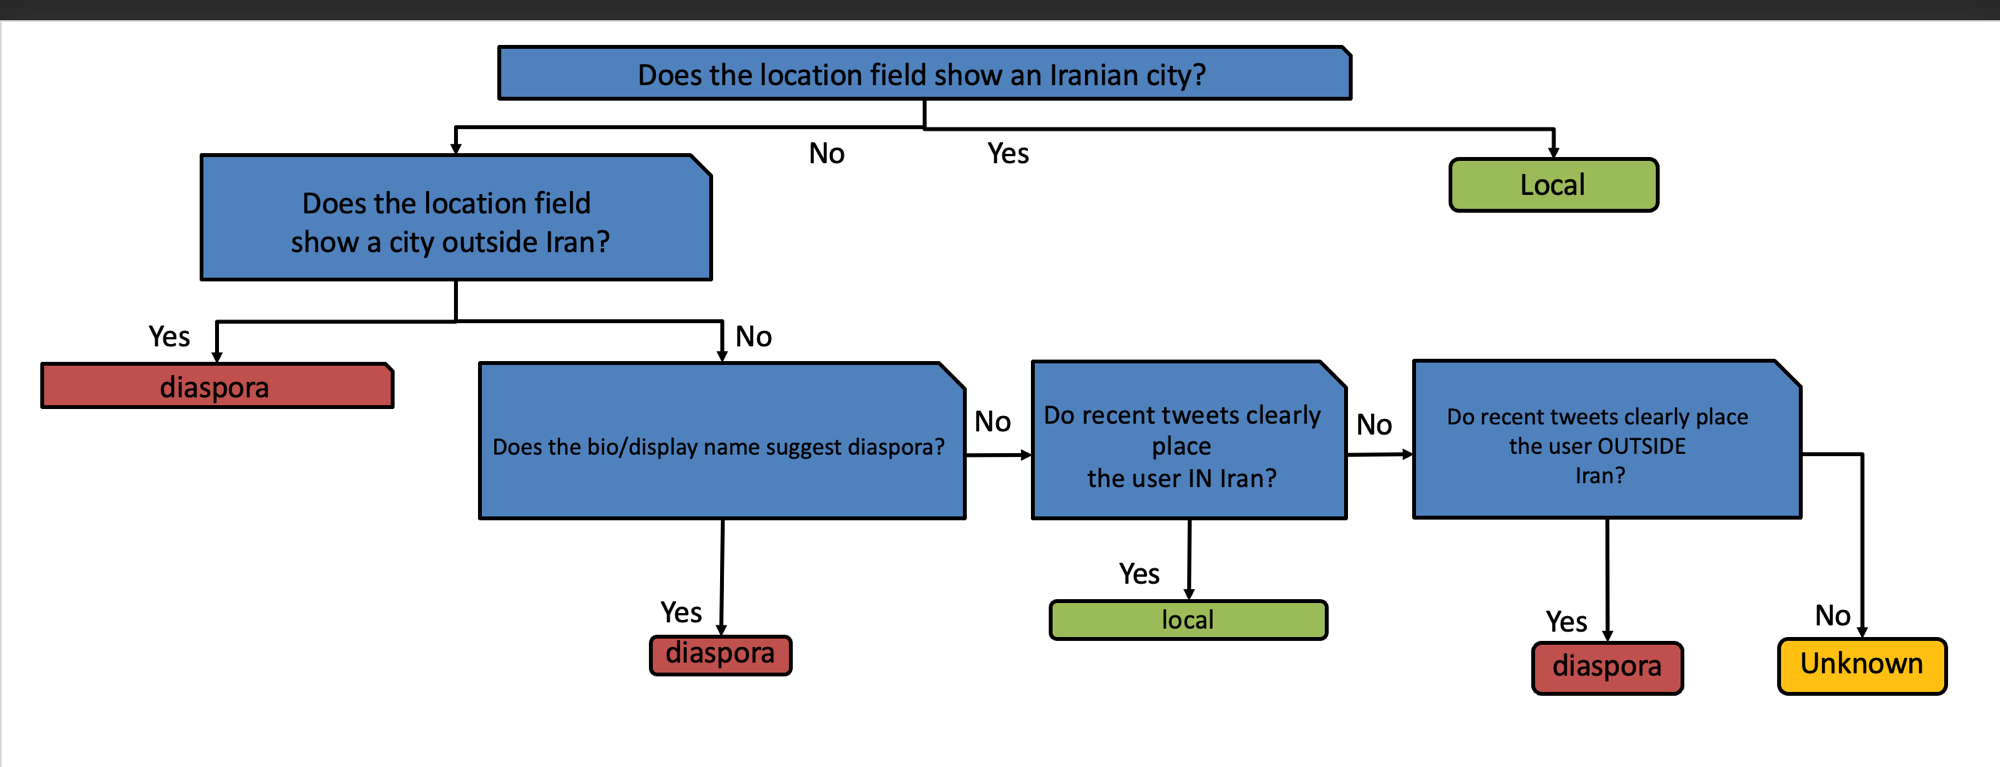 Does the location field show an Iranian city?
No
Yes
Local
Does the location field
show a city outside Iran?
Yes
No
diaspora
Does the bio/display name suggest diaspora?
No
Do recent tweets clearly
place
the user IN Iran?
No
Do recent tweets clearly place
the user OUTSIDE
Iran?
Yes
diaspora
Yes
local
Yes
diaspora
No
Unknown